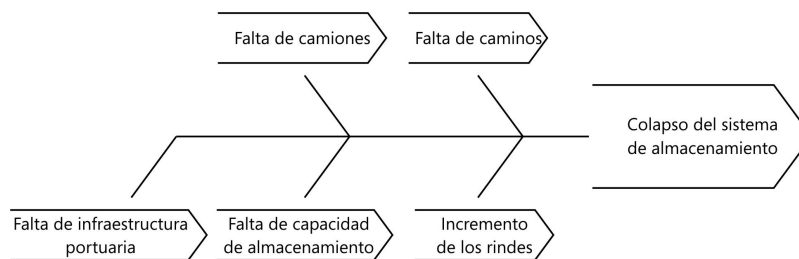 Falta de camiones
Falta de caminos
Colapso del sistema
de almacenamiento
Falta de infraestructura
portuaria
Falta de capacidad
de almacenamiento
Incremento
de los rindes